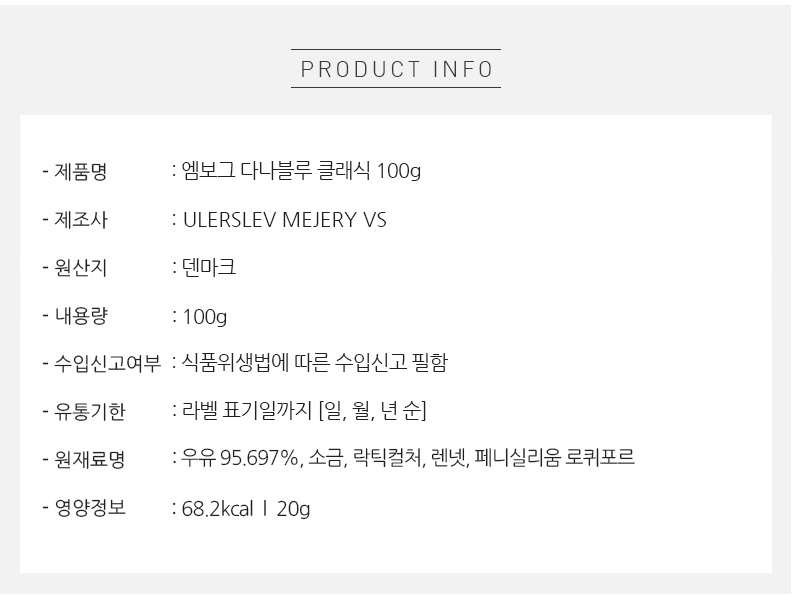 PRODUCT INFO
- 제품명 : 엠보그 다나블루 클래식 100g
- 제조사 : ULERSLEV MEJERY VS
- 원산지 : 덴마크
- 내용량 : 100g
- 수입신고여부 : 식품위생법에 따른 수입신고 필함
- 유통기한 : 라벨 표기일까지 [일, 월, 년 순]
- 원재료명 : 우유 95.697%, 소금, 락틱컬처, 렌넷, 페니실리움 로퀴포르
- 영양정보 : 68.2kcal l 20g